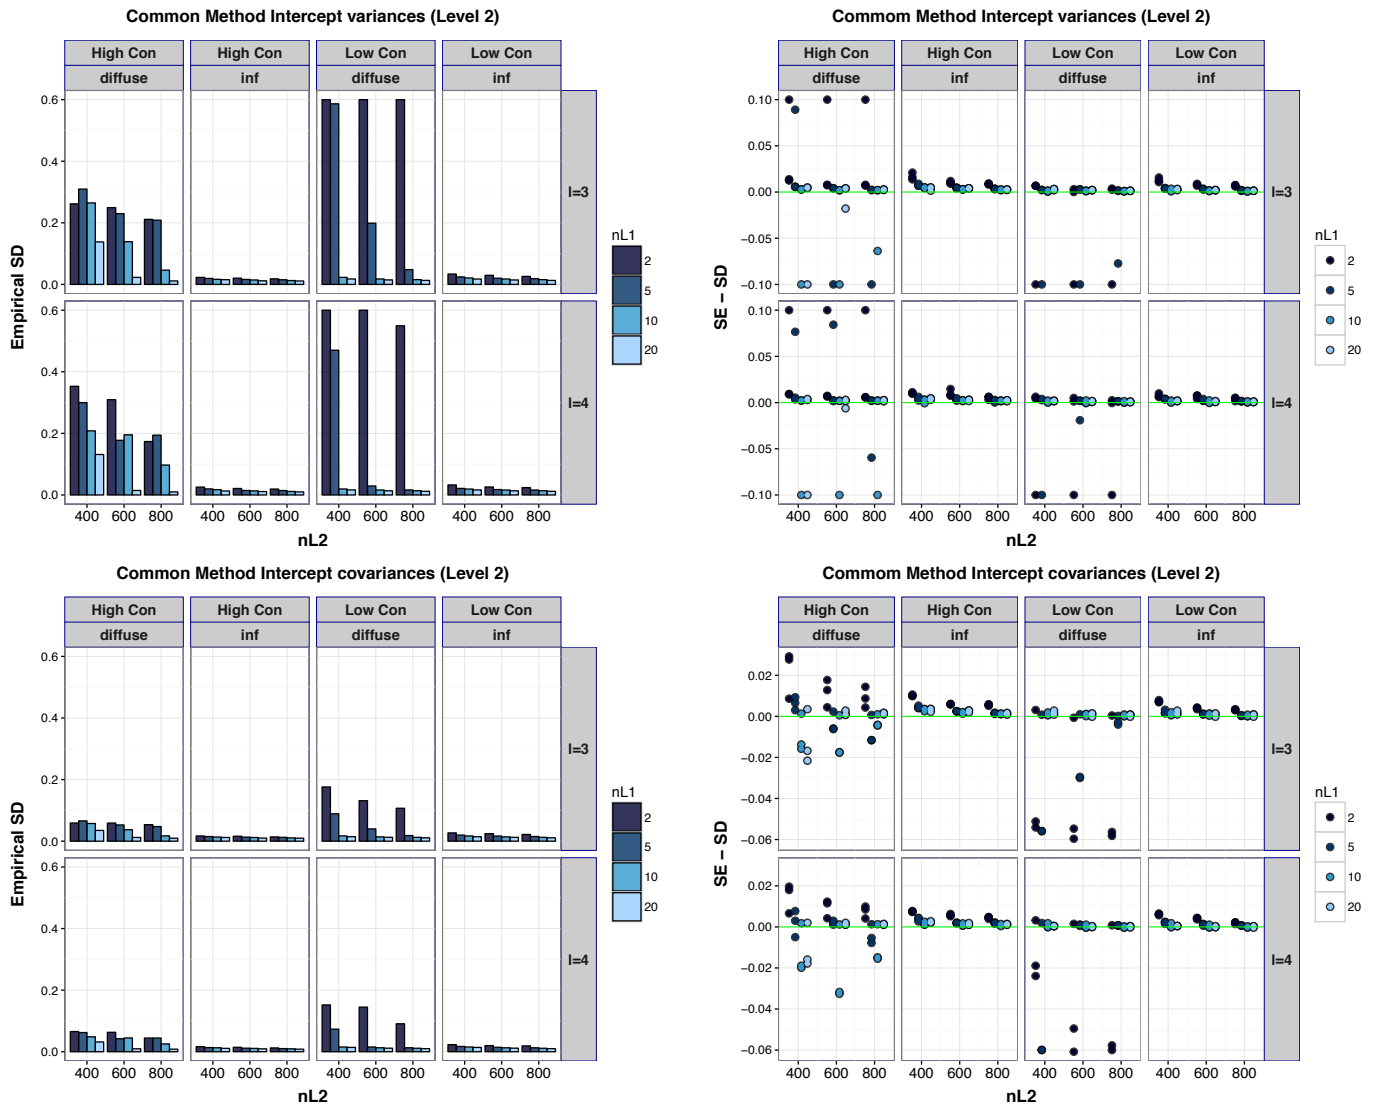 Common Method Intercept variances (Level 2)
High Con
High Con
Low Con
Low Con
diffuse
inf
diffuse
inf
0.6
0.4
0.2
0.0
l=3
0.6
0.4
0.2
0.0
l=4
Empirical SD
400 600 800
400 600 800
400 600 800
400 600 800
nL2
nL1
2
5
10
20
Commom Method Intercept variances (Level 2)
High Con
High Con
Low Con
Low Con
diffuse
inf
diffuse
inf
0.10
0.05
0.00
−0.05
−0.10
l=3
0.10
0.05
0.00
−0.05
−0.10
l=4
SE − SD
400 600 800
400 600 800
400 600 800
400 600 800
nL2
nL1
2
5
10
20
Common Method Intercept covariances (Level 2)
High Con
High Con
Low Con
Low Con
diffuse
inf
diffuse
inf
0.6
0.4
0.2
0.0
l=3
0.6
0.4
0.2
0.0
l=4
Empirical SD
Empirical SD
400 600 800
400 600 800
400 600 800
400 600 800
nL2
nL1
2
5
10
20
Commom Method Intercept covariances (Level 2)
High Con
High Con
Low Con
Low Con
diffuse
inf
diffuse
inf
0.02
0.00
−0.02
−0.04
−0.06
l=3
0.02
0.00
−0.02
−0.04
−0.06
l=4
SE − SD
400 600 800
400 600 800
400 600 800
400 600 800
nL2
nL1
2
5
10
20